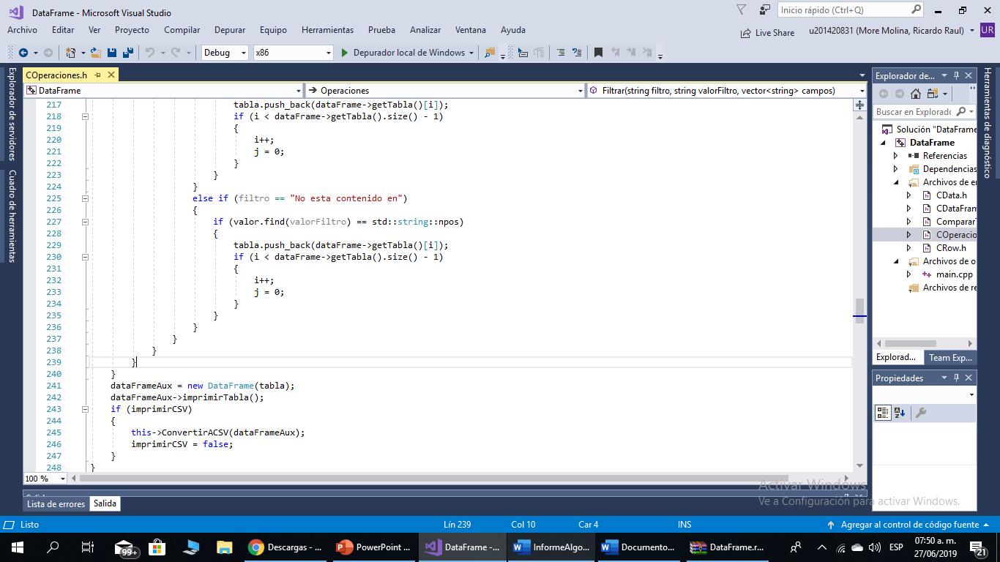 DataFrame - Microsoft Visual Studio
Inicio rápido (Ctrl+Q)
Archivo Editar Ver Proyecto Compilar Depurar Equipo Herramientas Prueba Analizar Ventana Ayuda
Live Share u201420831 (More Molina, Ricardo Raul) UR
Debug x86 Depurador local de Windows
Explorador de servidores
Cuadro de herramientas
COperaciones.h
DataFrame Operaciones Filtrar(string filtro, string valorFiltro, vector<string> campos)
217 tabla.push_back(dataFrame->getTabla()[i]);
218 if (i < dataFrame->getTabla().size() - 1)
219 {
220 i++;
221 j = 0;
222 }
223 }
224 }
225 else if (filtro == "No esta contenido en")
226 {
227 if (valor.find(valorFiltro) == std::string::npos)
228 {
229 tabla.push_back(dataFrame->getTabla()[i]);
230 if (i < dataFrame->getTabla().size() - 1)
231 {
232 i++;
233 j = 0;
234 }
235 }
236 }
237 }
238 }
239 }
240 }
241 dataFrameAux = new DataFrame(tabla);
242 dataFrameAux->imprimirTabla();
243 if (imprimirCSV)
244 {
245 this->ConvertirACSV(dataFrameAux);
246 imprimirCSV = false;
247 }
248 }
100 %
Lista de errores Salida
Explorador de...
Buscar en Explorado
Solución "DataFrame
DataFrame
Referencias
Dependencias
Archivos de e
CData.h
CDataFram
Comparar
COperacio
CRow.h
Archivos de o
main.cpp
Archivos de re
Explorad... Team Exp...
Propiedades
Herramientas de diagnóstico
Activar Windows
Ve a Configuración para activar Windows.
Listo Lín 239 Col 10 Car 4 INS Agregar al control de código fuente
99+ Descargas - ... PowerPoint ... DataFrame -... InformeAlgo... Documento... DataFrame.r... ESP
07:50 a. m.
27/06/2019
21